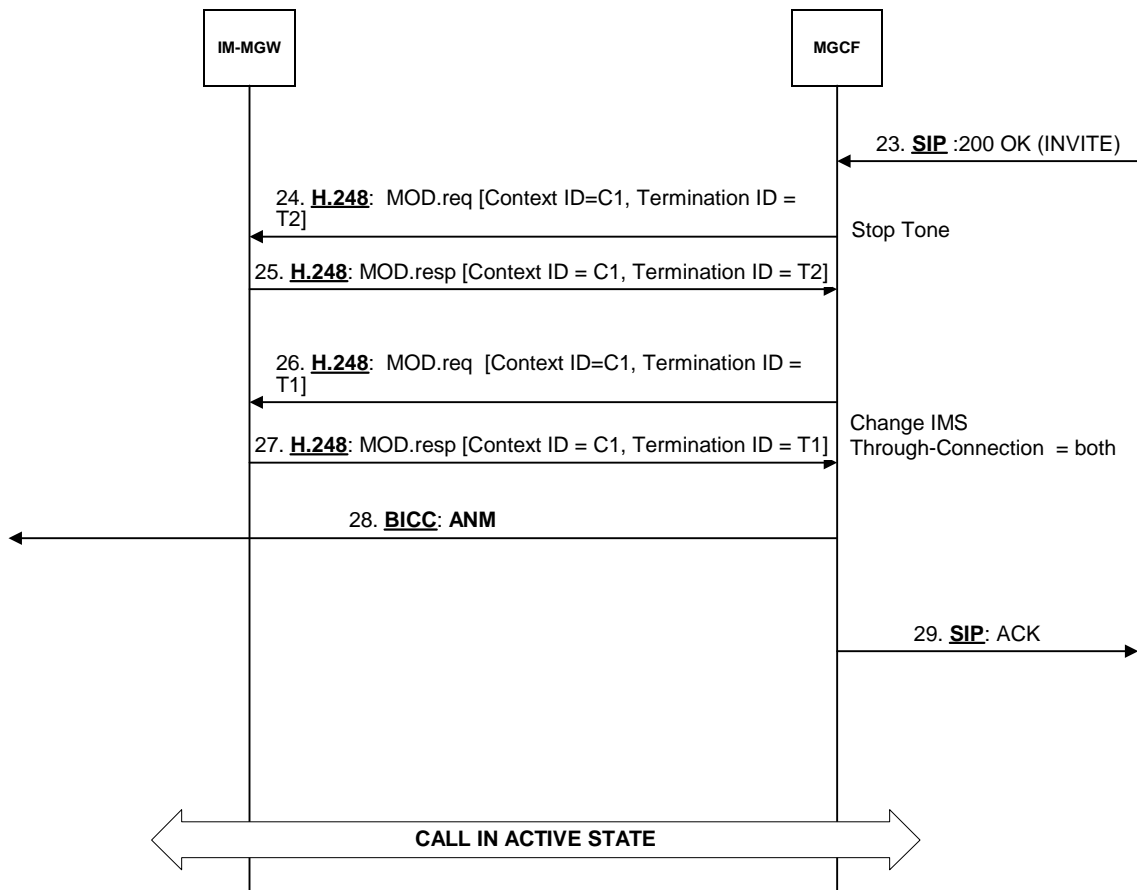 IM-MGW
MGCF
23. SIP :200 OK (INVITE)
24. H.248:  MOD.req [Context ID=C1, Termination ID =
T2]
Stop Tone
25. H.248: MOD.resp [Context ID = C1, Termination ID = T2]
26. H.248:  MOD.req  [Context ID=C1, Termination ID =
T1]
Change IMS
Through-Connection  = both
27. H.248: MOD.resp [Context ID = C1, Termination ID = T1]
28. BICC: ANM
29. SIP: ACK
CALL IN ACTIVE STATE